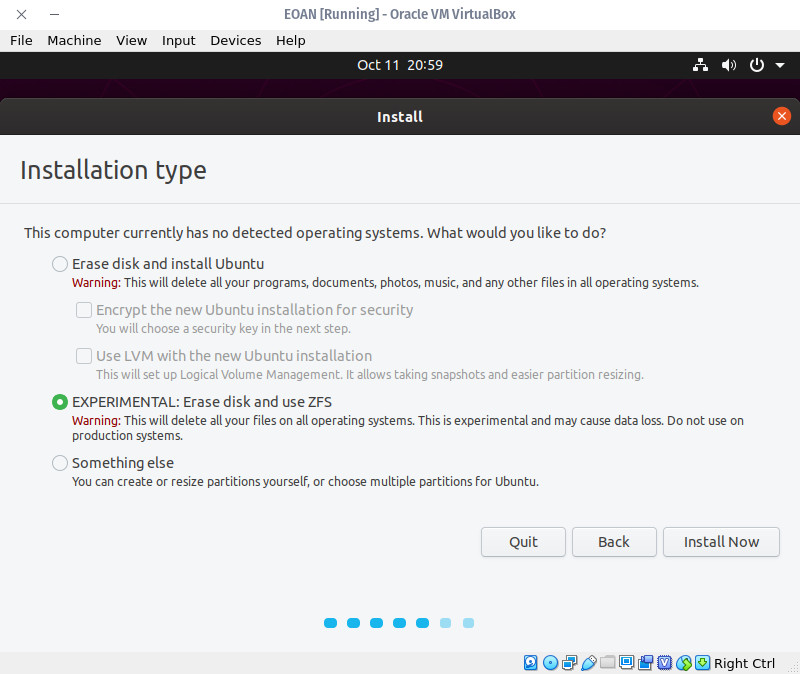 EOAN [Running] - Oracle VM VirtualBox
File Machine View Input Devices Help
Oct 11 20:59
Install
Installation type
This computer currently has no detected operating systems. What would you like to do?
Erase disk and install Ubuntu
Warning: This will delete all your programs, documents, photos, music, and any other files in all operating systems.
Encrypt the new Ubuntu installation for security
You will choose a security key in the next step.
Use LVM with the new Ubuntu installation
This will set up Logical Volume Management. It allows taking snapshots and easier partition resizing.
EXPERIMENTAL: Erase disk and use ZFS
Warning: This will delete all your files on all operating systems. This is experimental and may cause data loss. Do not use on
production systems.
Something else
You can create or resize partitions yourself, or choose multiple partitions for Ubuntu.
Quit Back Install Now
Right Ctrl